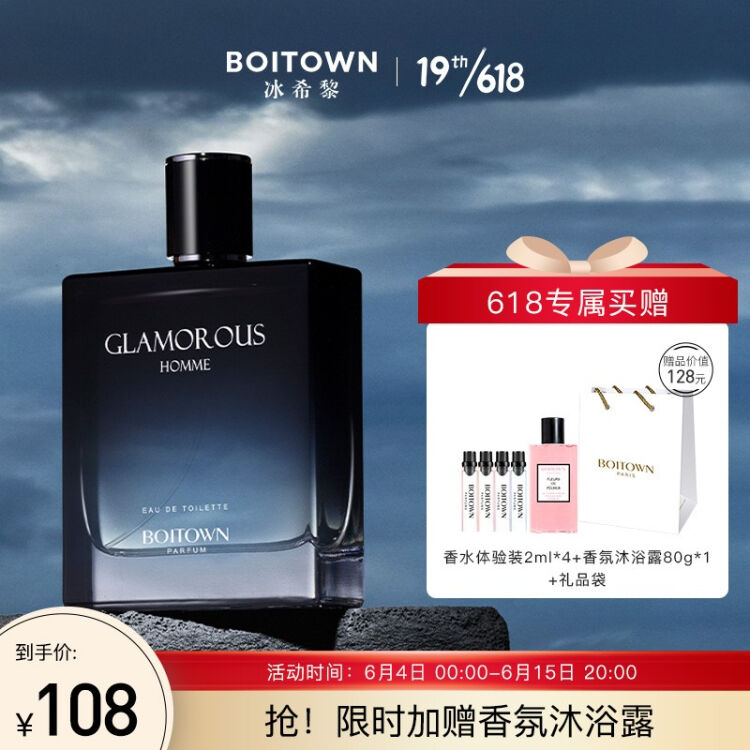 BOITOWN
冰希黎
19th/618
GLAMOROUS
HOMME
EAU DE TOILETTE
BOITOWN
PARFUM
618专属买赠
赠品价值
128元
BOITOWN
PARIS
BOITOWN
BOITOWN
BOITOWN
BOITOWN
香水体验装2ml*4+香氛沐浴露80g*1
+礼品袋
到手价:
¥108
活动时间：6月4日 00:00-6月15日 20:00
抢！限时加赠香氛沐浴露